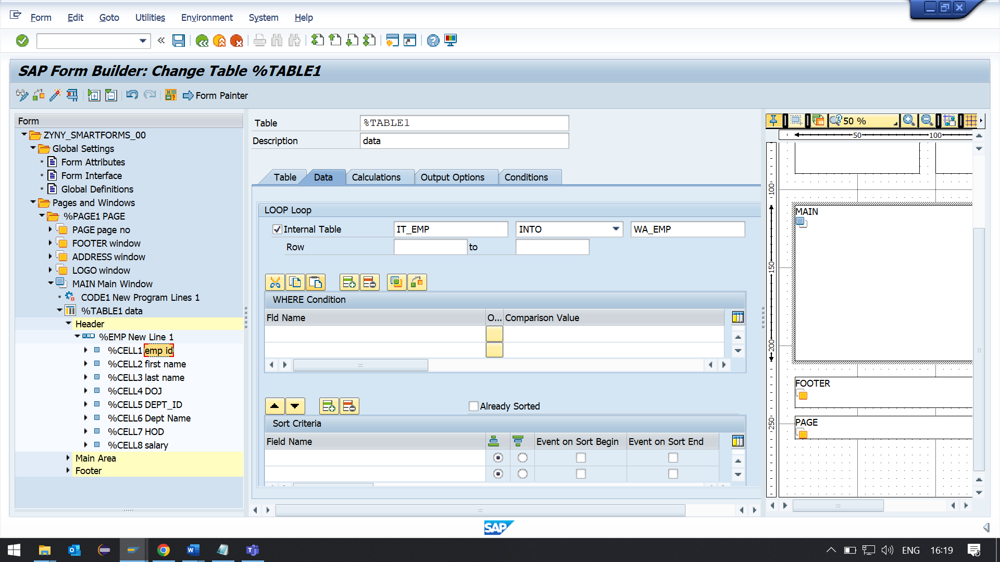 Form Edit Goto Utilities Environment System Help
SAP Form Builder: Change Table %TABLE1
Form Painter
Form
ZYNY_SMARTFORMS_00
Global Settings
Form Attributes
Form Interface
Global Definitions
Pages and Windows
%PAGE1 PAGE
PAGE page no
FOOTER window
ADDRESS window
LOGO window
MAIN Main Window
CODE1 New Program Lines 1
%TABLE1 data
Header
%EMP New Line 1
%CELL1 emp id
%CELL2 first name
%CELL3 last name
%CELL4 DOJ
%CELL5 DEPT_ID
%CELL6 Dept Name
%CELL7 HOD
%CELL8 salary
Main Area
Footer
Table %TABLE1
Description data
Table Data Calculations Output Options Conditions
LOOP Loop
Internal Table IT_EMP INTO WA_EMP
Row to
WHERE Condition
Fld Name O... Comparison Value
Already Sorted
Sort Criteria
Field Name Event on Sort Begin Event on Sort End
50 %
50 100
100
150
200
250
MAIN
FOOTER
PAGE
SAP
ENG 16:19